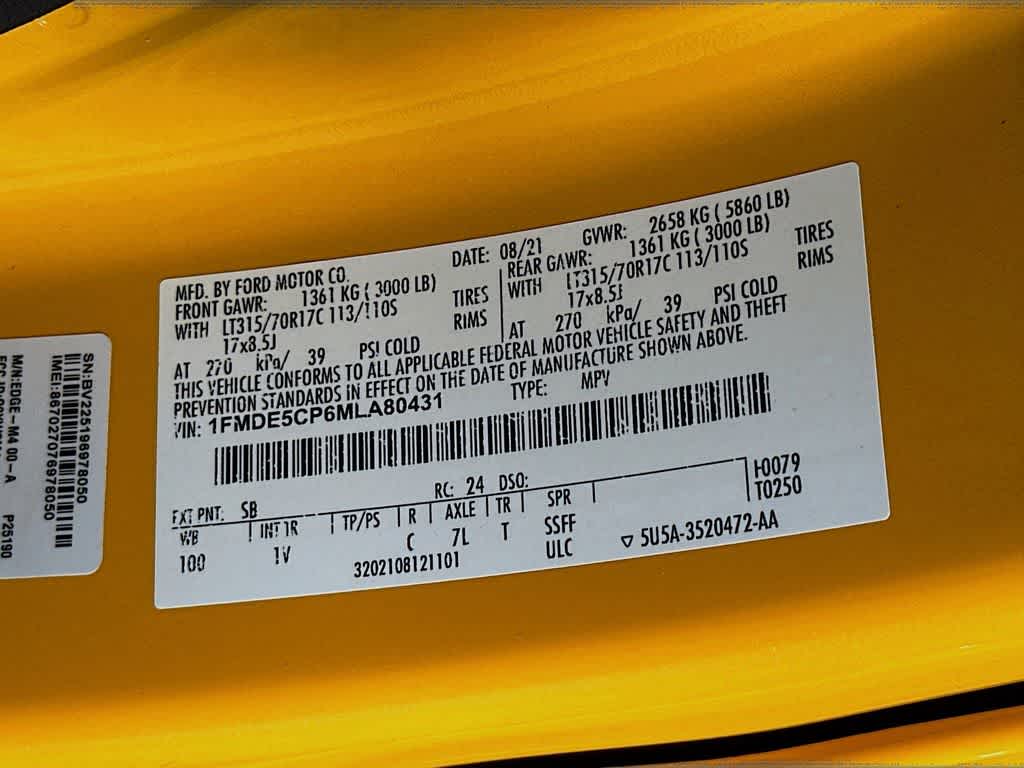 MFD. BY FORD MOTOR CO.
DATE: 08/21 GVWR: 2658 KG ( 5860 LB)
FRONT GAWR: 1361 KG ( 3000 LB)
WITH LT315/70R17C 113/110S TIRES
17x8.5J RIMS
AT 270 kPa/ 39 PSI COLD
REAR GAWR: 1361 KG ( 3000 LB)
WITH LT315/70R17C 113/110S TIRES
17x8.5J RIMS
AT 270 kPa/ 39 PSI COLD
THIS VEHICLE CONFORMS TO ALL APPLICABLE FEDERAL MOTOR VEHICLE SAFETY AND THEFT
PREVENTION STANDARDS IN EFFECT ON THE DATE OF MANUFACTURE SHOWN ABOVE.
VIN: 1FMDE5CP6MLA80431 TYPE: MPV
EXT PNT: SB RC: 24 DSO:
WB INT TR TP/PS R AXLE TR SPR
100 1V C 7L T SSFF
ULC
I0079
T0250
3202108121101
5U5A-3520472-AA
SN:BV2225196978050
IMEI:867027076978050
M/N:EDGE-M4 00-A P25190